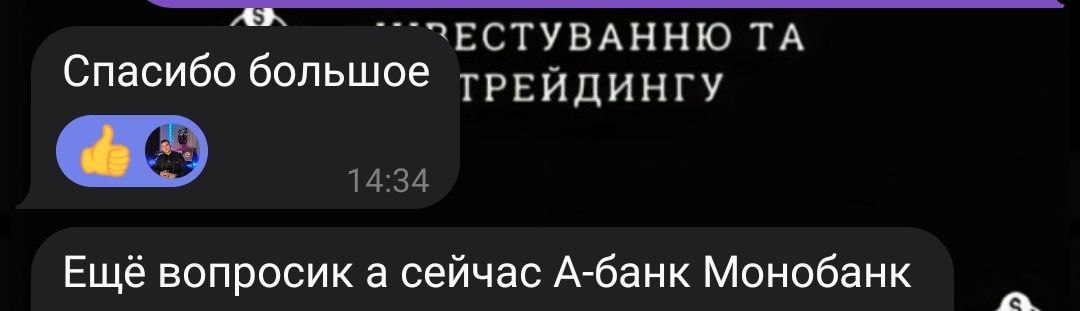 ЕСТУВАННЮ ТА
ТРЕЙДИНГУ
Спасибо большое
14:34
Ещё вопросик а сейчас А-банк Монобанк